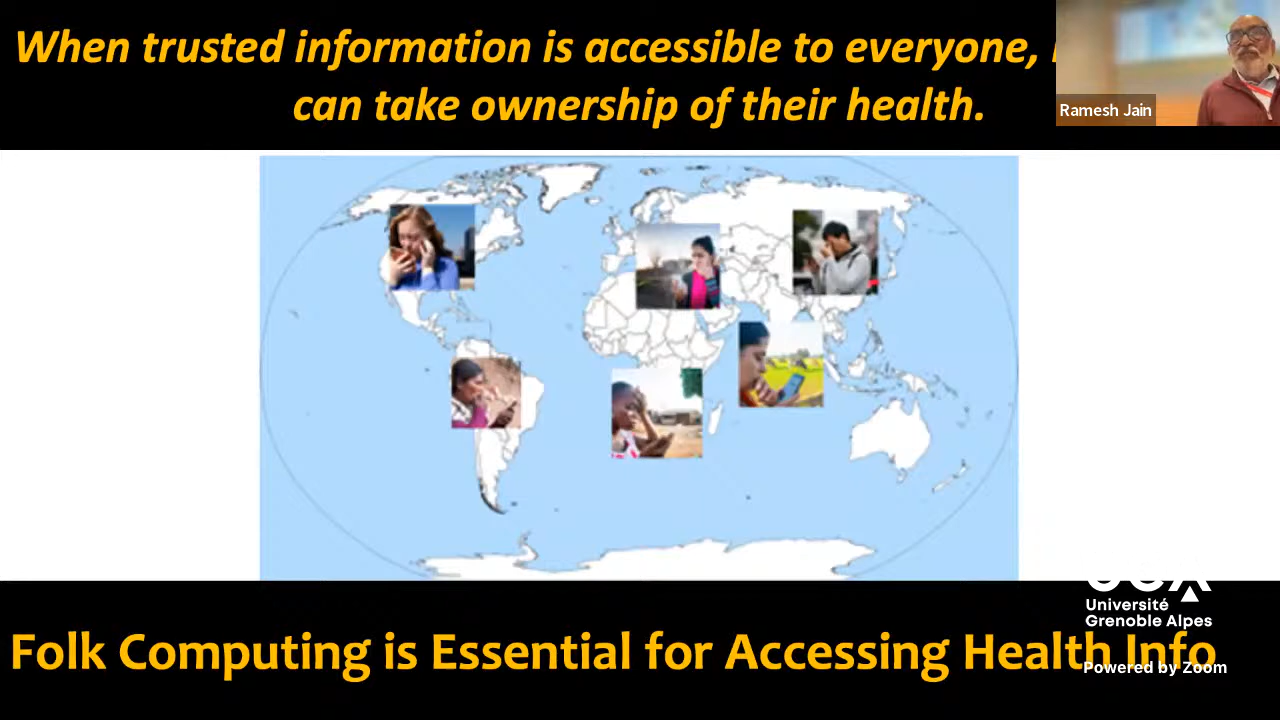 When trusted information is accessible to everyone,
can take ownership of their health.
Ramesh Jain
Université
Grenoble Alpes
Folk Computing is Essential for Accessing Health Info
Powered by Zoom